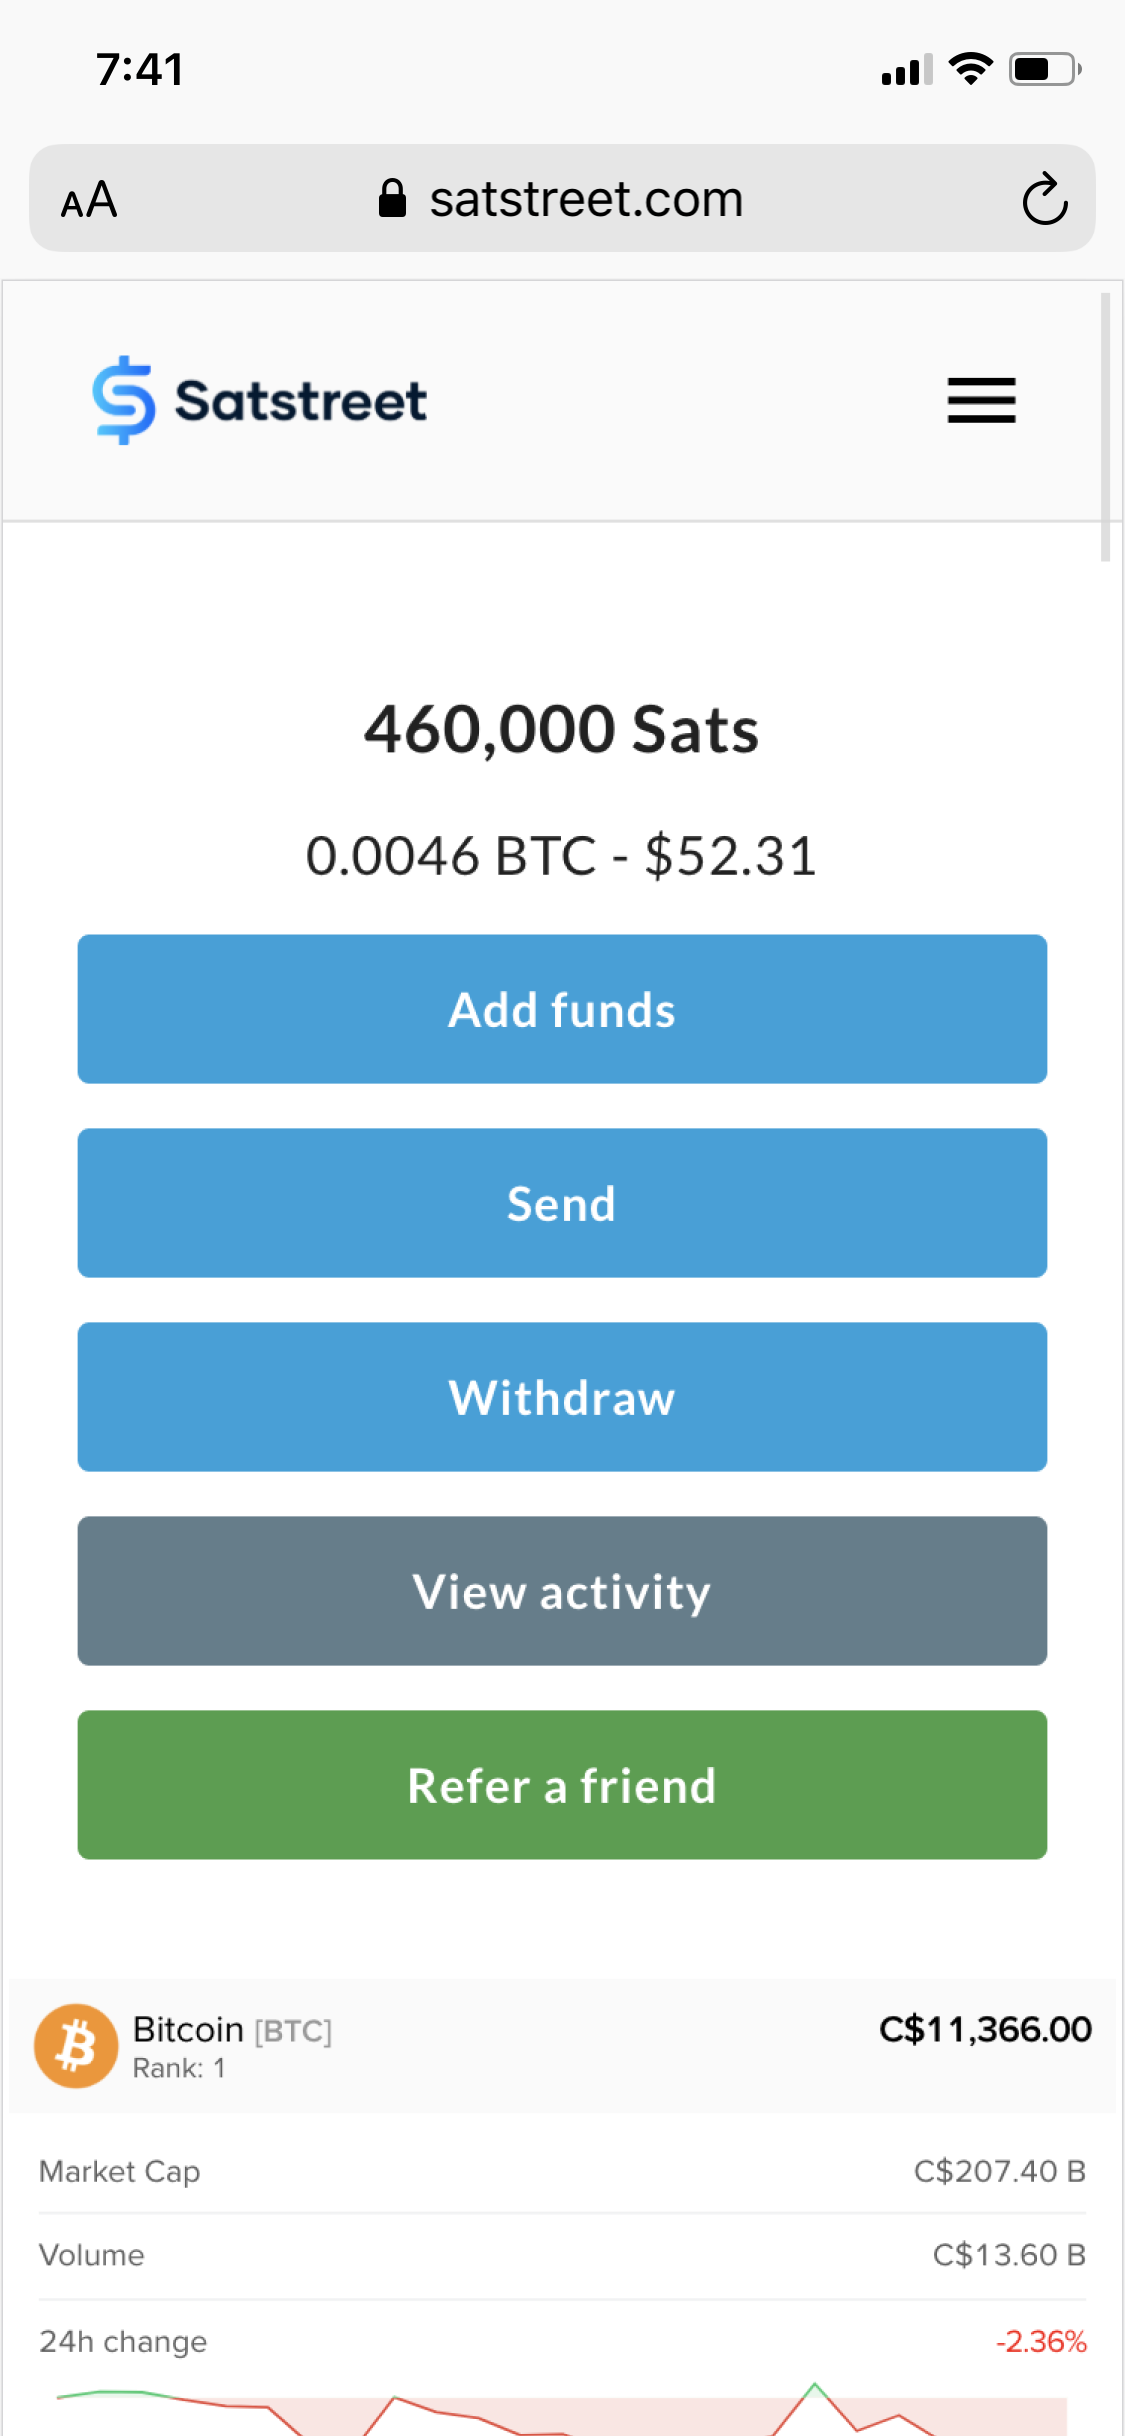 7:41
AA satstreet.com
Satstreet
460,000 Sats
0.0046 BTC - $52.31
Add funds
Send
Withdraw
View activity
Refer a friend
Bitcoin [BTC] C$11,366.00
Rank: 1
Market Cap C$207.40 B
Volume C$13.60 B
24h change -2.36%